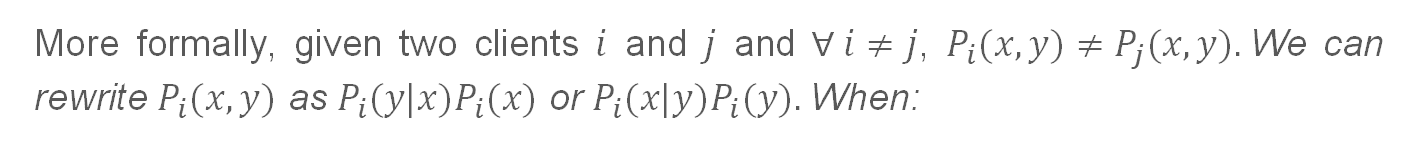 More formally, given two clients i and j and ∀ i ≠ j, Pᵢ(x, y) ≠ Pⱼ(x, y). We can
rewrite Pᵢ(x, y) as Pᵢ(y|x)Pᵢ(x) or Pᵢ(x|y)Pᵢ(y). When: